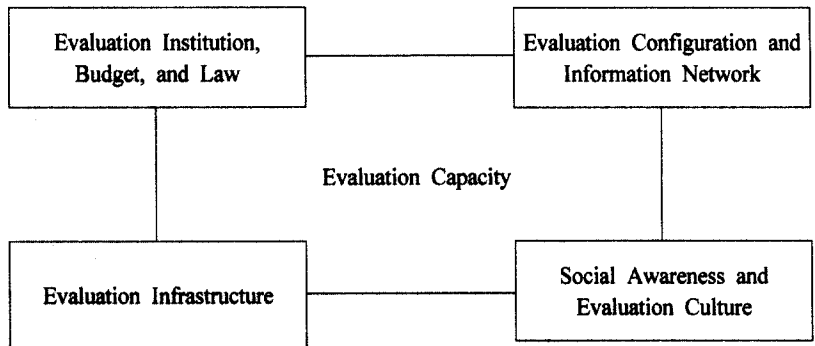 Evaluation Institution,
Budget, and Law
Evaluation Configuration and
Information Network
Evaluation Capacity
Evaluation Infrastructure
Social Awareness and
Evaluation Culture